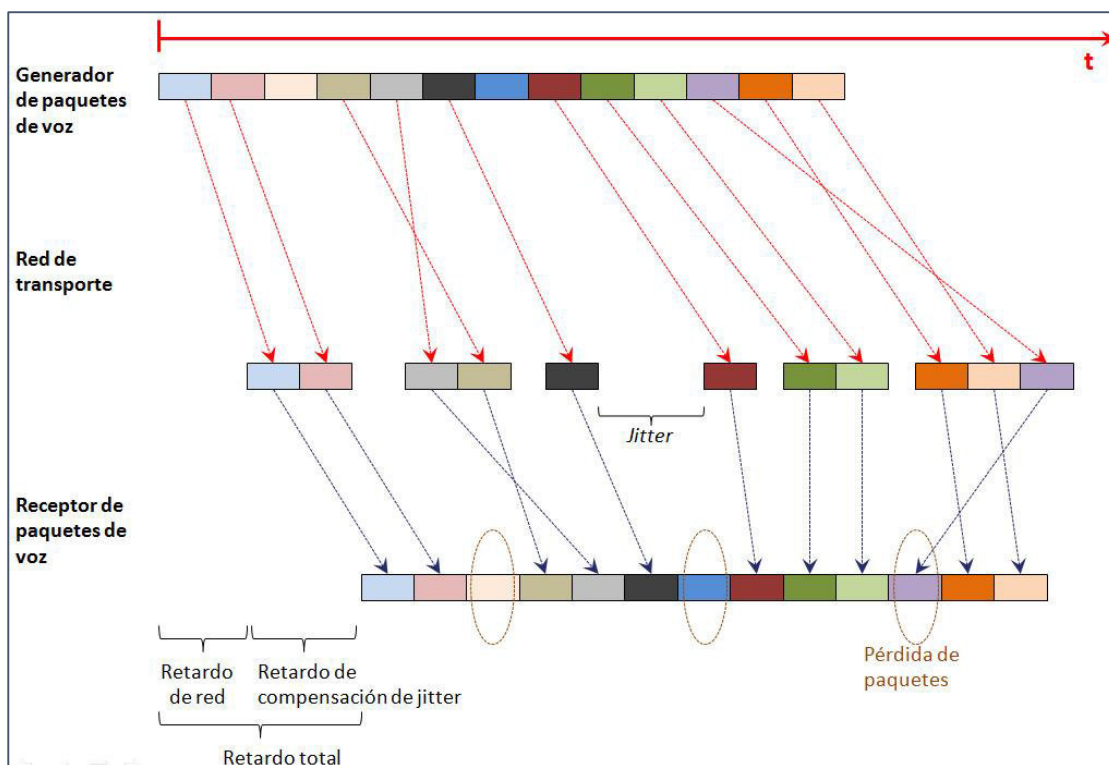 t
Generador
de paquetes
de voz
Red de
transporte
Jitter
Receptor de
paquetes de
voz
Retardo
de red
Retardo de
compensación de jitter
Pérdida de
paquetes
Retardo total